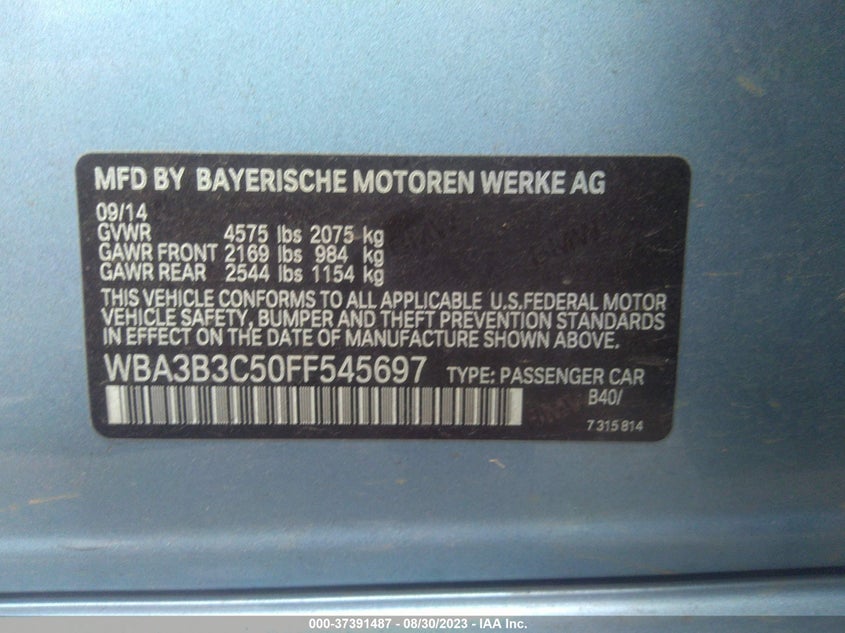 MFD BY BAYERISCHE MOTOREN WERKE AG
09/14
GVWR 4575 lbs 2075 kg
GAWR FRONT 2169 lbs 984 kg
GAWR REAR 2544 lbs 1154 kg
THIS VEHICLE CONFORMS TO ALL APPLICABLE U.S.FEDERAL MOTOR
VEHICLE SAFETY, BUMPER AND THEFT PREVENTION STANDARDS
IN EFFECT ON THE DATE OF MANUFACTURE SHOWN ABOVE.
WBA3B3C50FF545697 TYPE: PASSENGER CAR
B40/
7 315 814
000-37391487 - 08/30/2023 - IAA Inc.